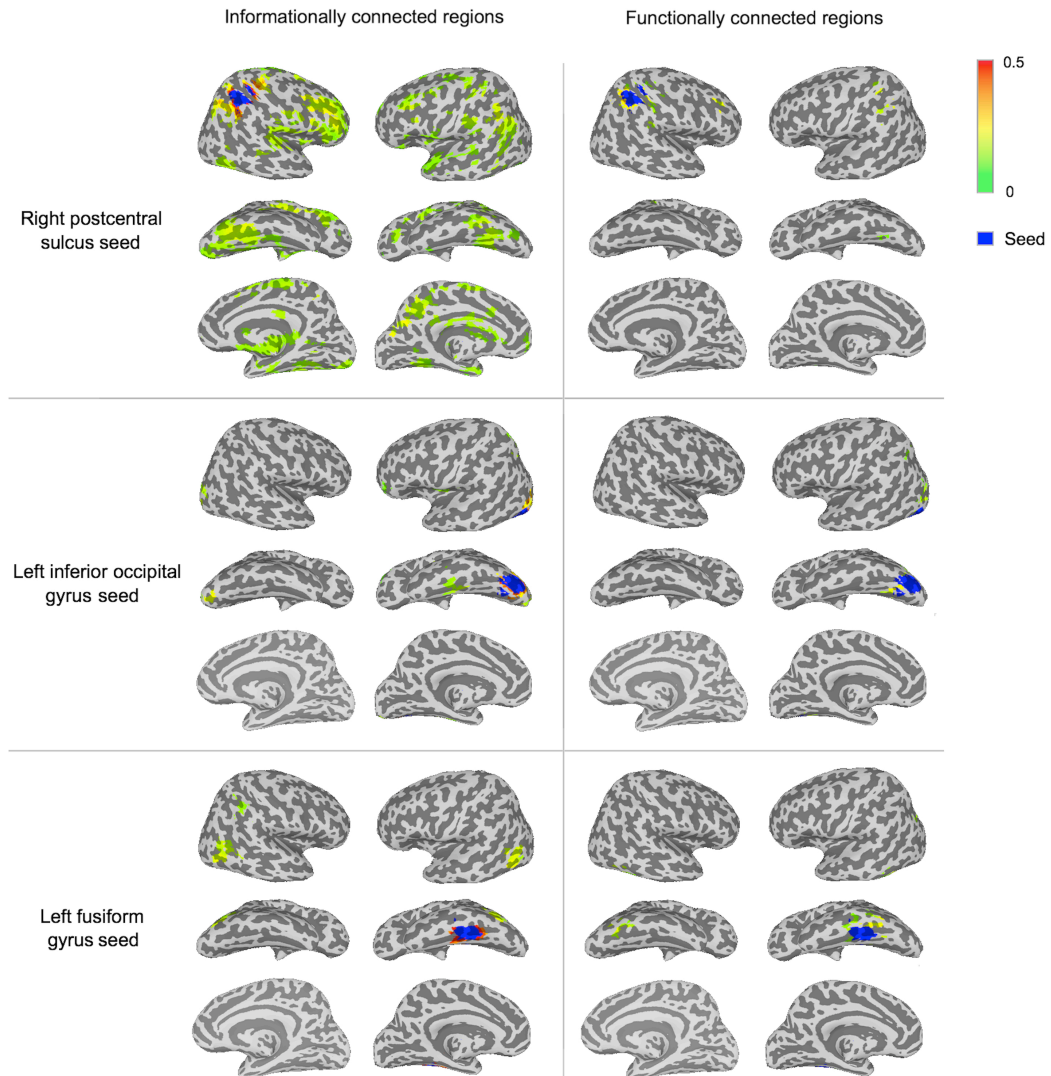 Informationally connected regions
Functionally connected regions
0.5
0
Seed
Right postcentral
sulcus seed
Left inferior occipital
gyrus seed
Left fusiform
gyrus seed